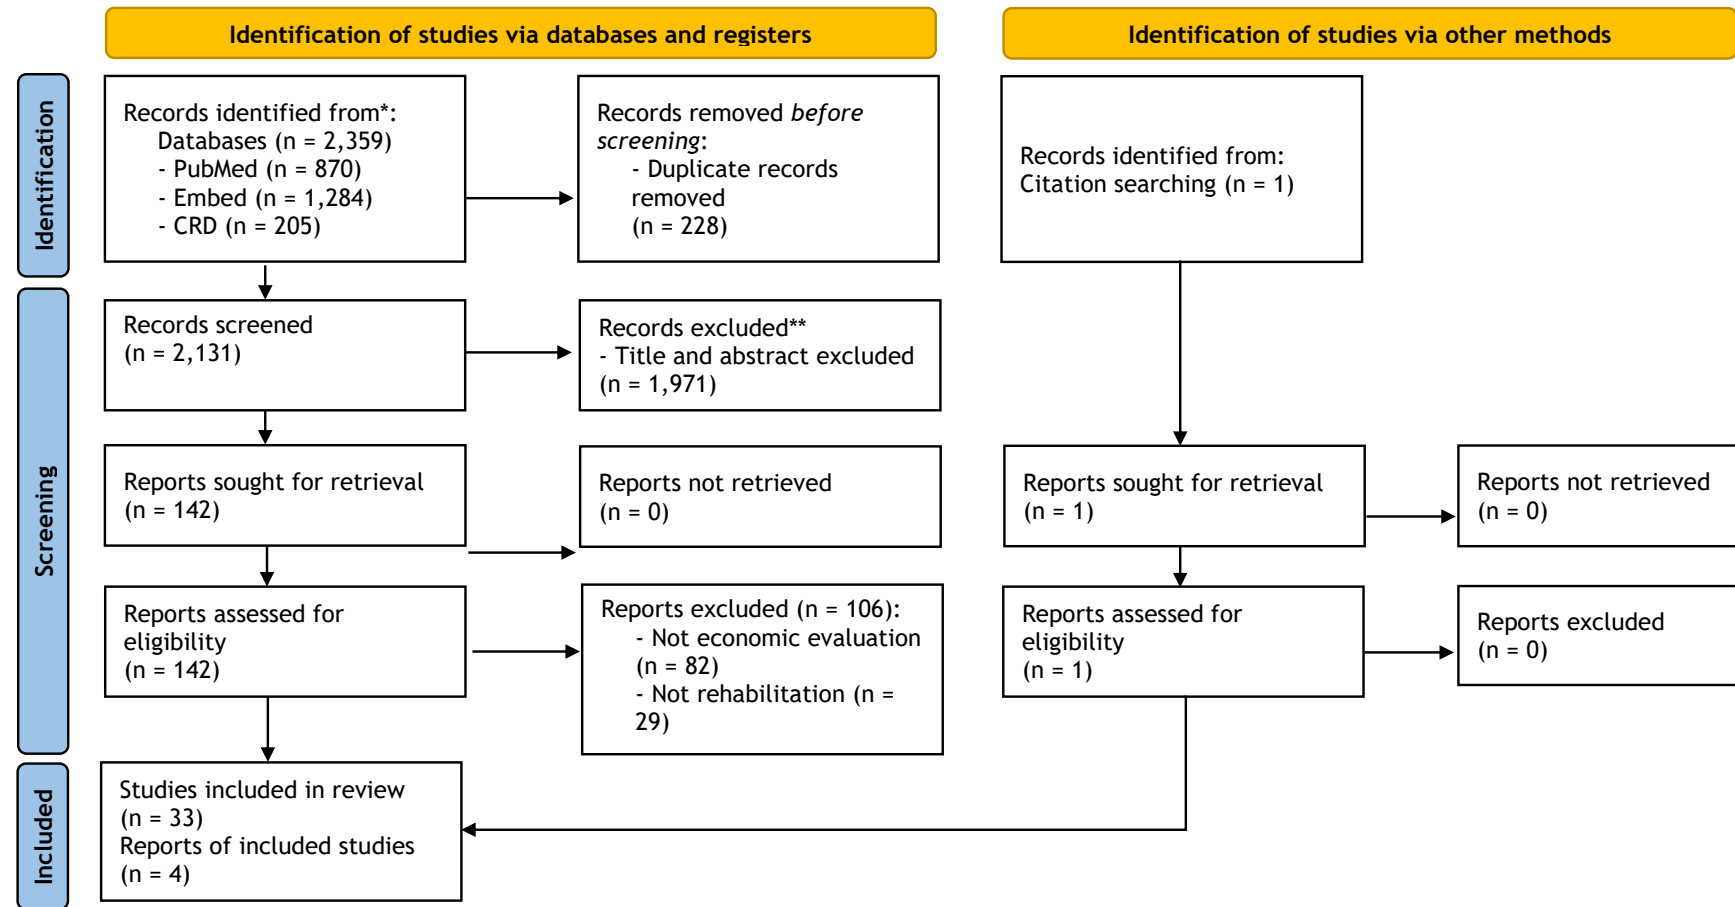 Identification of studies via databases and registers
Identification of studies via other methods
Identification
Records identified from*:
Databases (n = 2,359)
- PubMed (n = 870)
- Embed (n = 1,284)
- CRD (n = 205)
Records removed before
screening:
- Duplicate records
removed
(n = 228)
Records identified from:
Citation searching (n = 1)
Screening
Records screened
(n = 2,131)
Records excluded**
- Title and abstract excluded
(n = 1,971)
Reports sought for retrieval
(n = 142)
Reports not retrieved
(n = 0)
Reports sought for retrieval
(n = 1)
Reports not retrieved
(n = 0)
Reports assessed for
eligibility
(n = 142)
Reports excluded (n = 106):
- Not economic evaluation
(n = 82)
- Not rehabilitation (n =
29)
Reports assessed for
eligibility
(n = 1)
Reports excluded
(n = 0)
Included
Studies included in review
(n = 33)
Reports of included studies
(n = 4)